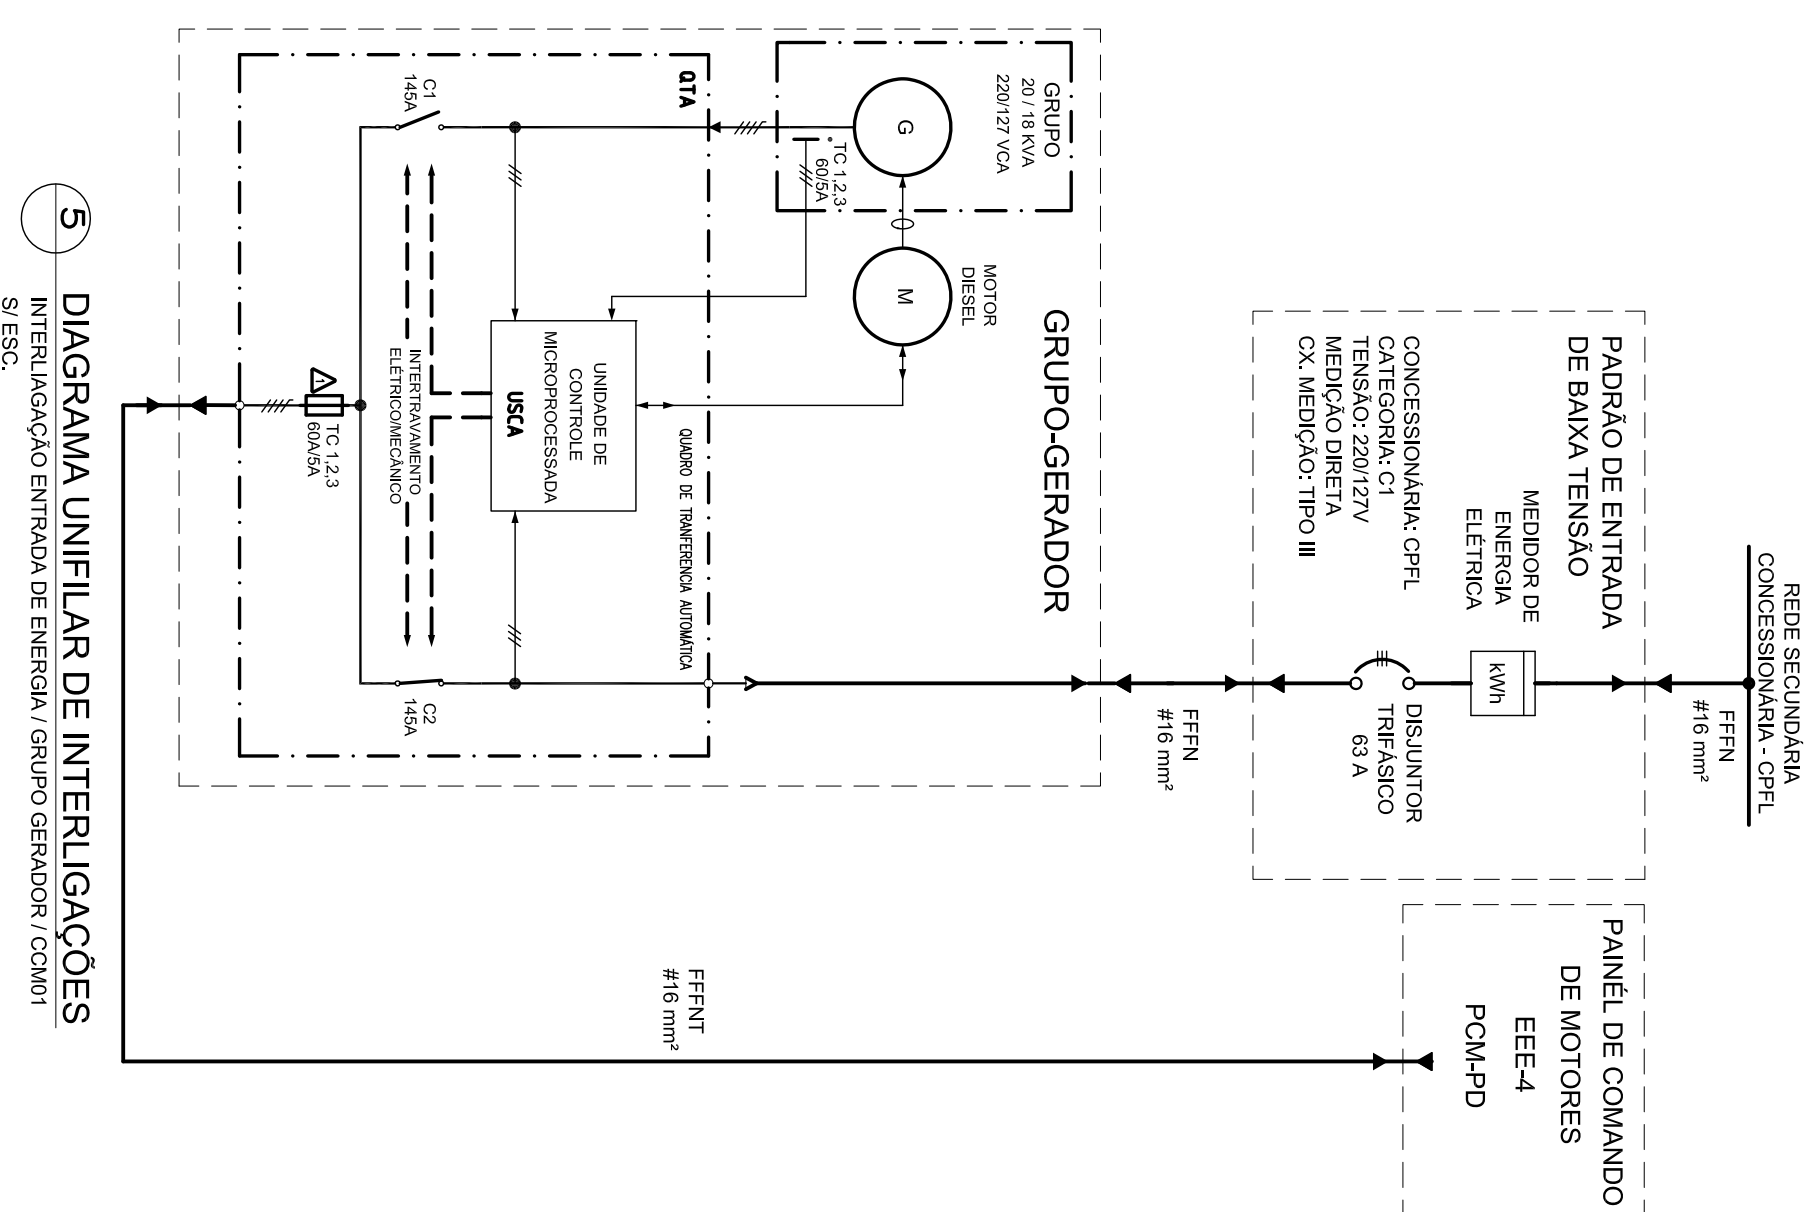 REDE SECUNDÁRIA
CONCESSIONÁRIA - CPFL
FFFN
#16 mm²
PADRÃO DE ENTRADA
DE BAIXA TENSÃO
MEDIDOR DE
ENERGIA
ELÉTRICA
kWh
CONCESSIONÁRIA: CPFL
CATEGORIA: C1
TENSÃO: 220/127V
MEDIÇÃO DIRETA
CX. MEDIÇÃO: TIPO III
DISJUNTOR
TRIFÁSICO
63 A
FFFN
#16 mm²
PAINÉL DE COMANDO
DE MOTORES
EEE-4
PCM-PD
GRUPO-GERADOR
GRUPO
20 / 18 KVA
220/127 VCA
G
MOTOR
DIESEL
M
TC 1,2,3
60/5A
QTA
QUADRO DE TRANFERENCIA AUTOMÁTICA
UNIDADE DE
CONTROLE
MICROPROCESSADA
USCA
C1
145A
INTERTRAVAMENTO
ELÉTRICO/MECÂNICO
C2
145A
1
TC 1,2,3
60A/5A
FFFNT
#16 mm²
5
DIAGRAMA UNIFILAR DE INTERLIGAÇÕES
INTERLIAGAÇÃO ENTRADA DE ENERGIA / GRUPO GERADOR / CCM01
S/ ESC.